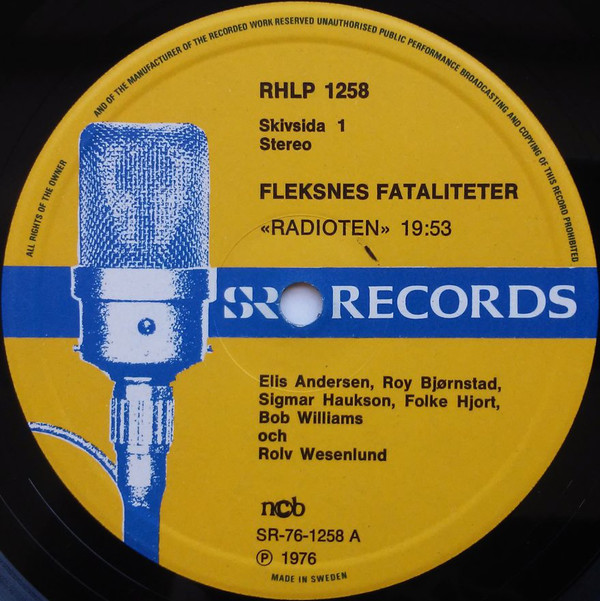 ALL RIGHTS OF THE OWNER AND OF THE MANUFACTURER OF THE RECORDED WORK RESERVED UNAUTHORISED PUBLIC PERFORMANCE BROADCASTING AND COPYING OF THIS RECORD PROHIBITED
RHLP 1258
Skivsida 1
Stereo
FLEKSNES FATALITETER
«RADIOTEN» 19:53
SR RECORDS
Elis Andersen, Roy Bjørnstad,
Sigmar Haukson, Folke Hjort,
Bob Williams
och
Rolv Wesenlund
ncb
SR-76-1258 A
Ⓟ 1976
MADE IN SWEDEN